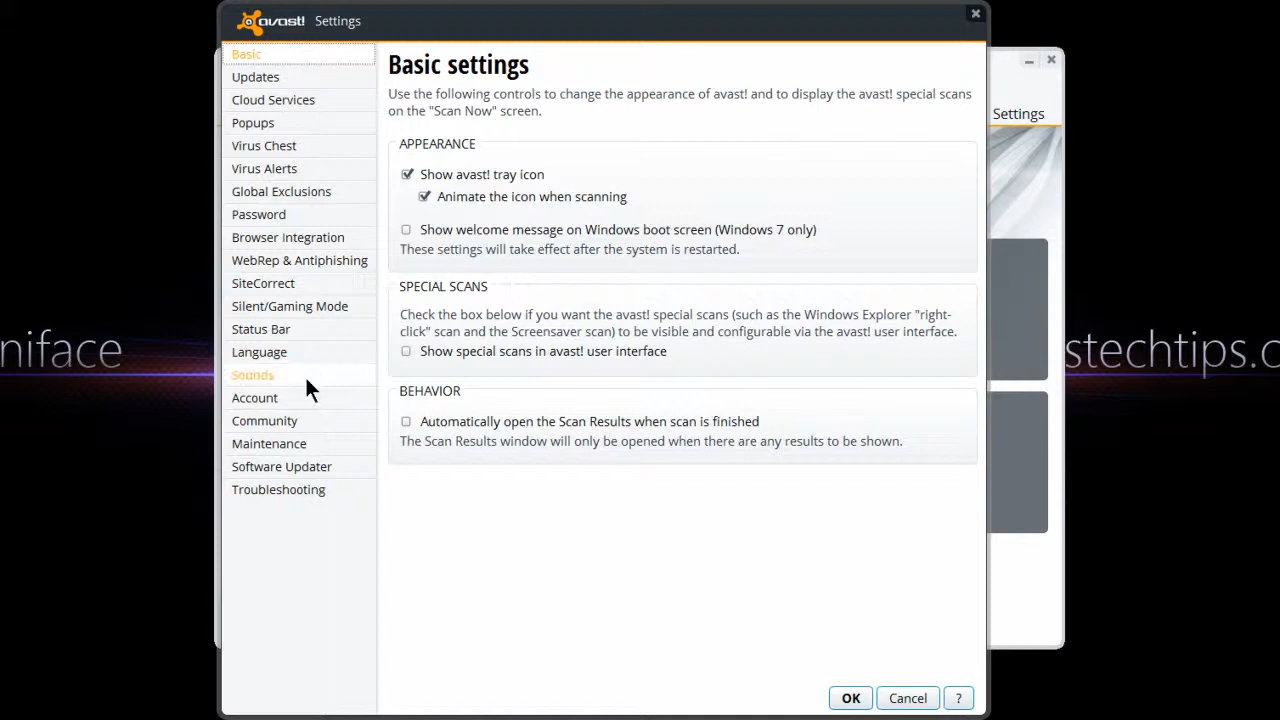 avast! Settings
Basic
Updates
Cloud Services
Popups
Virus Chest
Virus Alerts
Global Exclusions
Password
Browser Integration
WebRep & Antiphishing
SiteCorrect
Silent/Gaming Mode
Status Bar
Language
Sounds
Account
Community
Maintenance
Software Updater
Troubleshooting
Basic settings
Use the following controls to change the appearance of avast! and to display the avast! special scans
on the "Scan Now" screen.
APPEARANCE
Show avast! tray icon
Animate the icon when scanning
Show welcome message on Windows boot screen (Windows 7 only)
These settings will take effect after the system is restarted.
SPECIAL SCANS
Check the box below if you want the avast! special scans (such as the Windows Explorer "right-
click" scan and the Screensaver scan) to be visible and configurable via the avast! user interface.
Show special scans in avast! user interface
BEHAVIOR
Automatically open the Scan Results when scan is finished
The Scan Results window will only be opened when there are any results to be shown.
OK Cancel ?
Settings
niface
stechtips.c